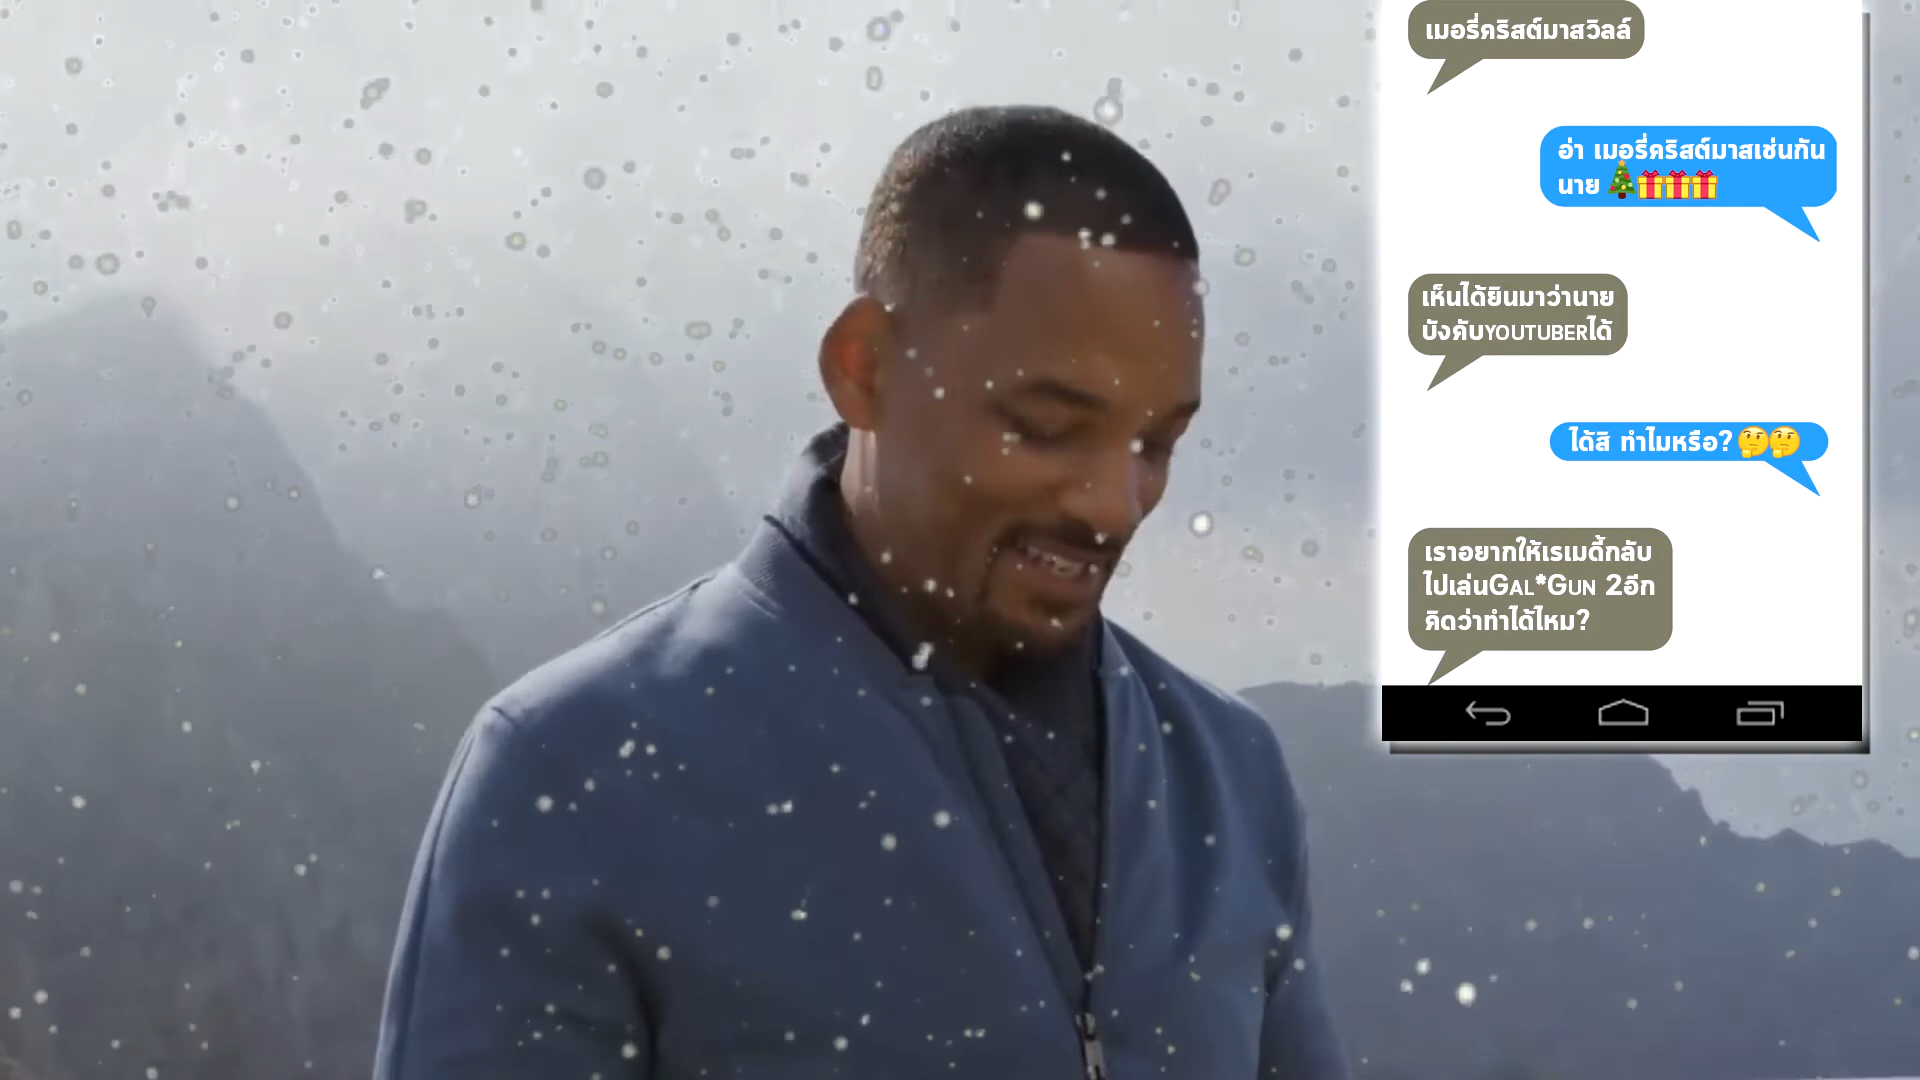 เมอรี่คริสต์มาสวิลล์
อ่า เมอรี่คริสต์มาสเช่นกัน
นาย 🎄🎁🎁🎁
เห็นได้ยินมาว่านาย
บังคับYOUTUBERได้
ได้สิ ทำไมหรือ?🤔🤔
เราอยากให้เรเมดี้กลับ
ไปเล่นGAL*GUN 2อีก
คิดว่าทำได้ไหม?